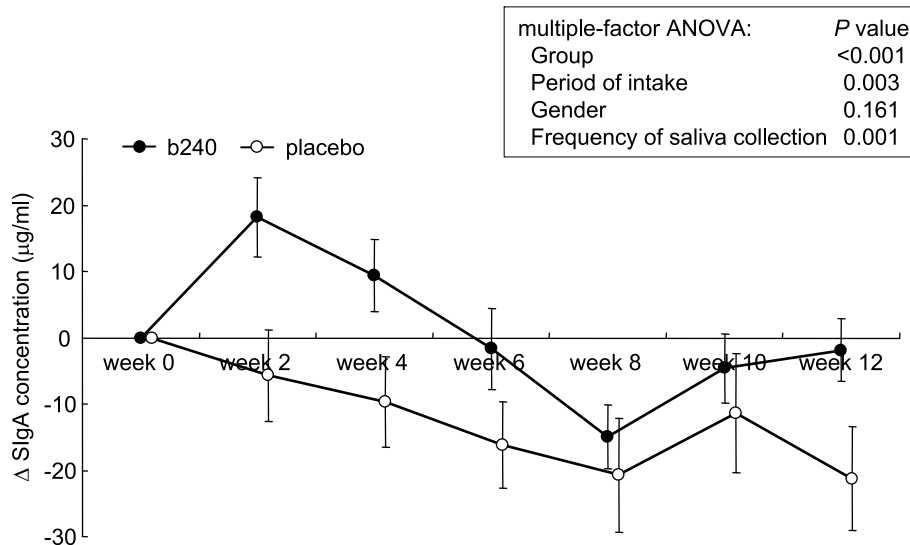 multiple-factor ANOVA: P value
Group <0.001
Period of intake 0.003
Gender 0.161
Frequency of saliva collection 0.001
b240 placebo
Δ SIgA concentration (μg/ml)
30
20
10
0
-10
-20
-30
week 0 week 2 week 4 week 6 week 8 week 10 week 12